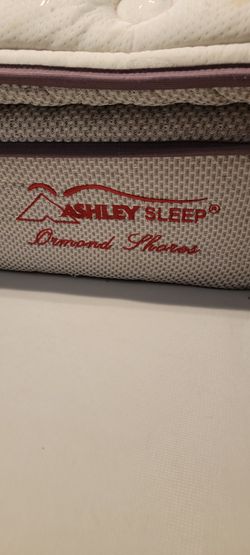 ASHLEY SLEEP®
Ormond Shores